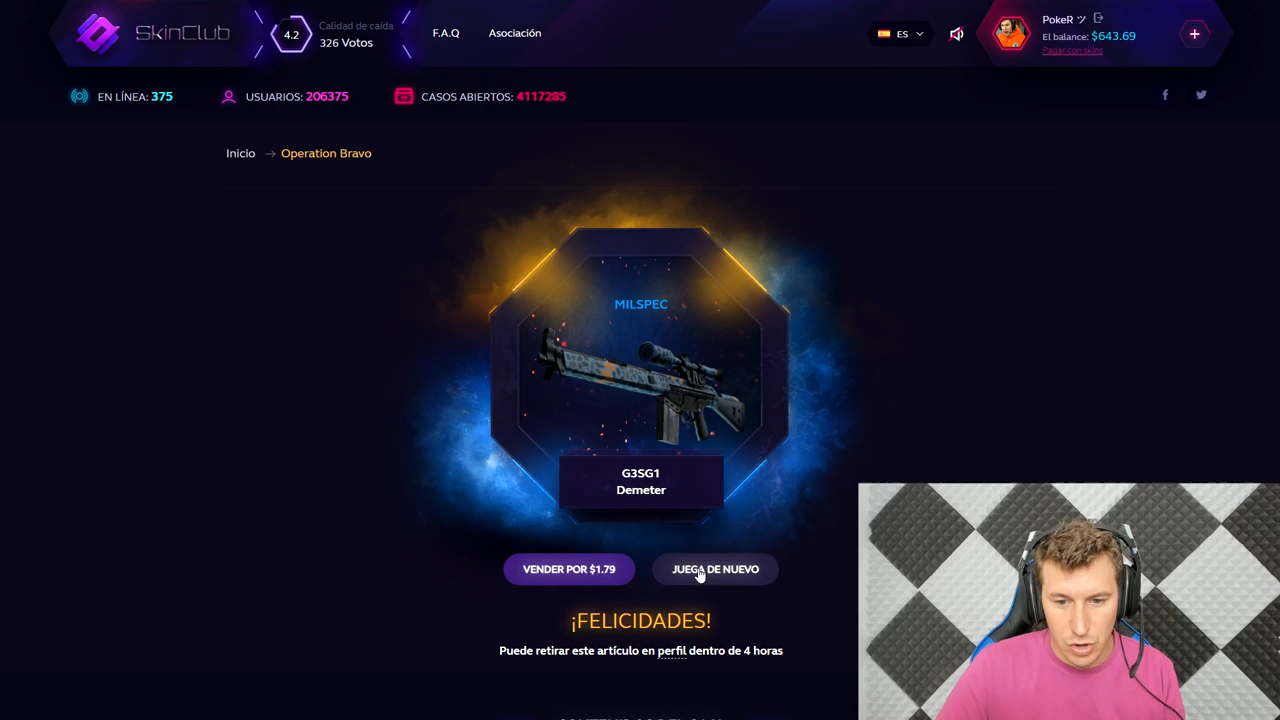 SkinClub
4.2
Calidad de caída
326 Votos
F.A.Q
Asociación
ES
PokeR ツ
El balance: $643.69
Pagar con skins
+
EN LÍNEA: 375
USUARIOS: 206375
CASOS ABIERTOS: 4117285
Inicio → Operation Bravo
MILSPEC
G3SG1
Demeter
VENDER POR $1.79
JUEGA DE NUEVO
¡FELICIDADES!
Puede retirar este artículo en perfil dentro de 4 horas